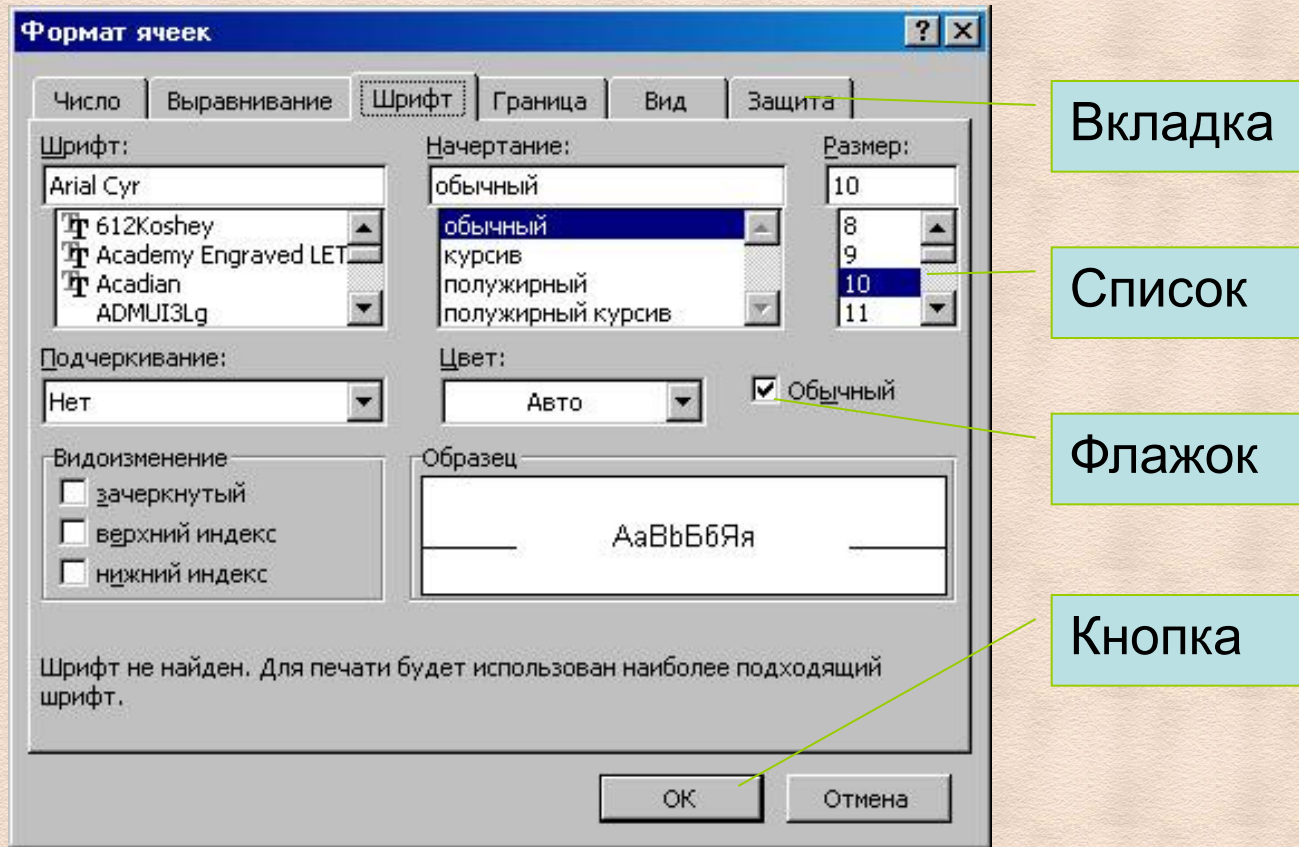 Формат ячеек
Число Выравнивание Шрифт Граница Вид Защита
Вкладка
Шрифт: Начертание: Размер:
Arial Cyr обычный 10
612Koshey обычный 8
Academy Engraved LET курсив 9
Acadian полужирный 10
ADMUI3Lg полужирный курсив 11
Список
Подчеркивание: Цвет:
Нет Авто Обычный
Флажок
Видоизменение Образец
зачеркнутый
верхний индекс
нижний индекс
АаВbБбЯя
Кнопка
Шрифт не найден. Для печати будет использован наиболее подходящий
шрифт.
ОК Отмена